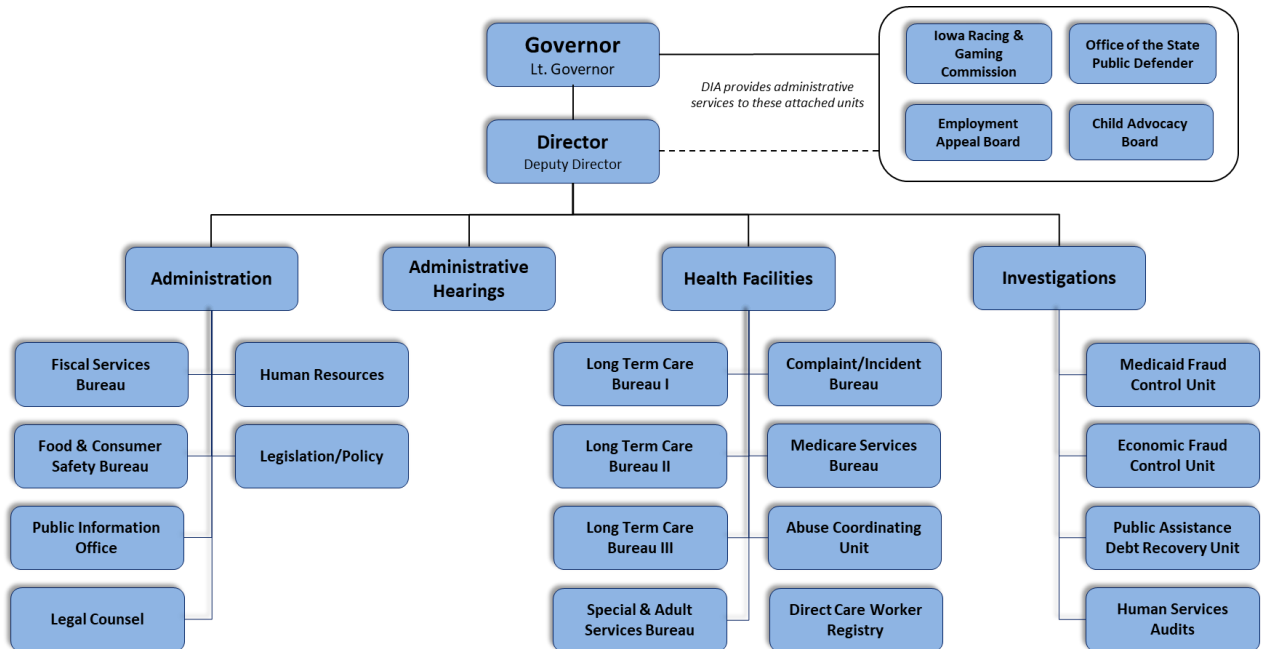 Governor
Lt. Governor
DIA provides administrative
services to these attached units
Iowa Racing &
Gaming
Commission
Office of the State
Public Defender
Employment
Appeal Board
Child Advocacy
Board
Director
Deputy Director
Administration
Administrative
Hearings
Health Facilities
Investigations
Fiscal Services
Bureau
Human Resources
Food & Consumer
Safety Bureau
Legislation/Policy
Public Information
Office
Legal Counsel
Long Term Care
Bureau I
Complaint/Incident
Bureau
Long Term Care
Bureau II
Medicare Services
Bureau
Long Term Care
Bureau III
Abuse Coordinating
Unit
Special & Adult
Services Bureau
Direct Care Worker
Registry
Medicaid Fraud
Control Unit
Economic Fraud
Control Unit
Public Assistance
Debt Recovery Unit
Human Services
Audits